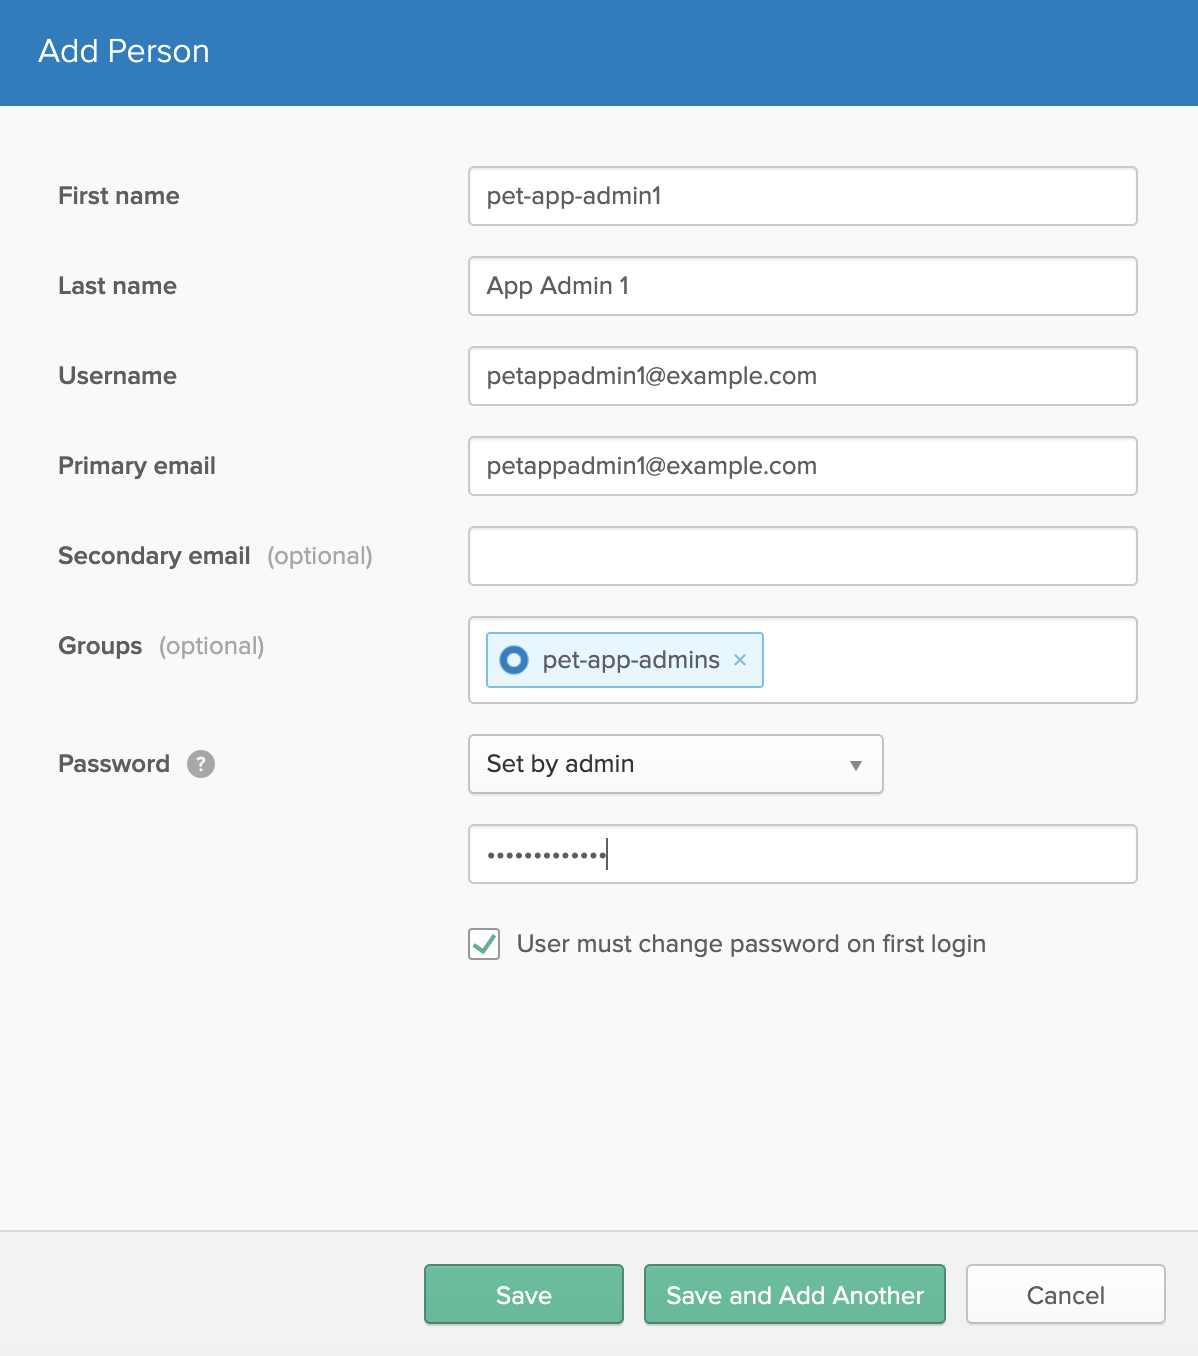 Add Person
First name
pet-app-admin1
Last name
App Admin 1
Username
petappadmin1@example.com
Primary email
petappadmin1@example.com
Secondary email (optional)
Groups (optional)
pet-app-admins ×
Password ?
Set by admin ▼
•••••••••••••
User must change password on first login
Save
Save and Add Another
Cancel